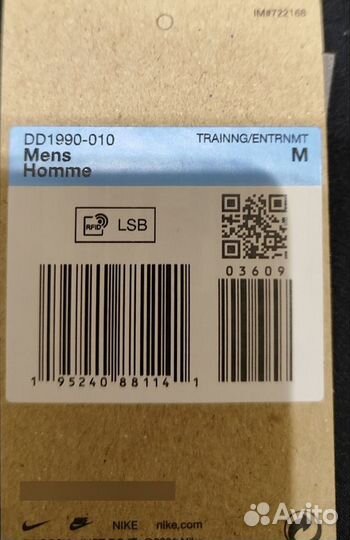 IM#722168
DD1990-010 TRAINNG/ENTRNMT
Mens M
Homme
RFID LSB
03609
1 95240 88114 1
NIKE nike.com
Avito